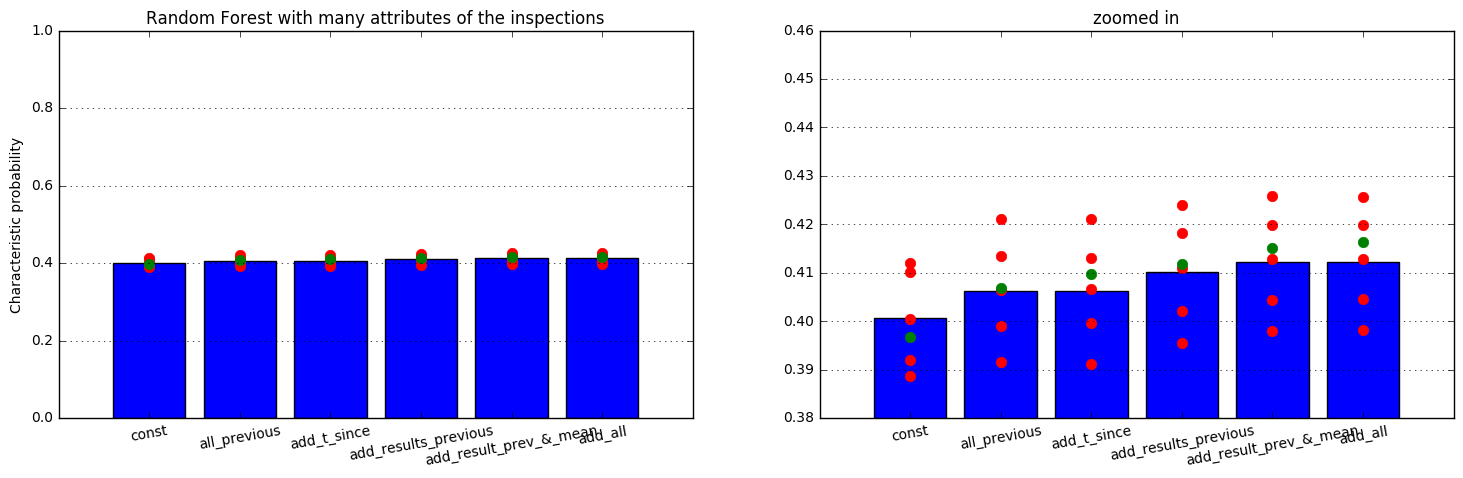 Random Forest with many attributes of the inspections
1.0
0.8
0.6
0.4
0.2
0.0
Characteristic probability
const
all_previous
add_t_since
add_results_previous
add_result_prev_&_mean
add_all
zoomed in
0.46
0.45
0.44
0.43
0.42
0.41
0.40
0.39
0.38
const
all_previous
add_t_since
add_results_previous
add_result_prev_&_mean
add_all